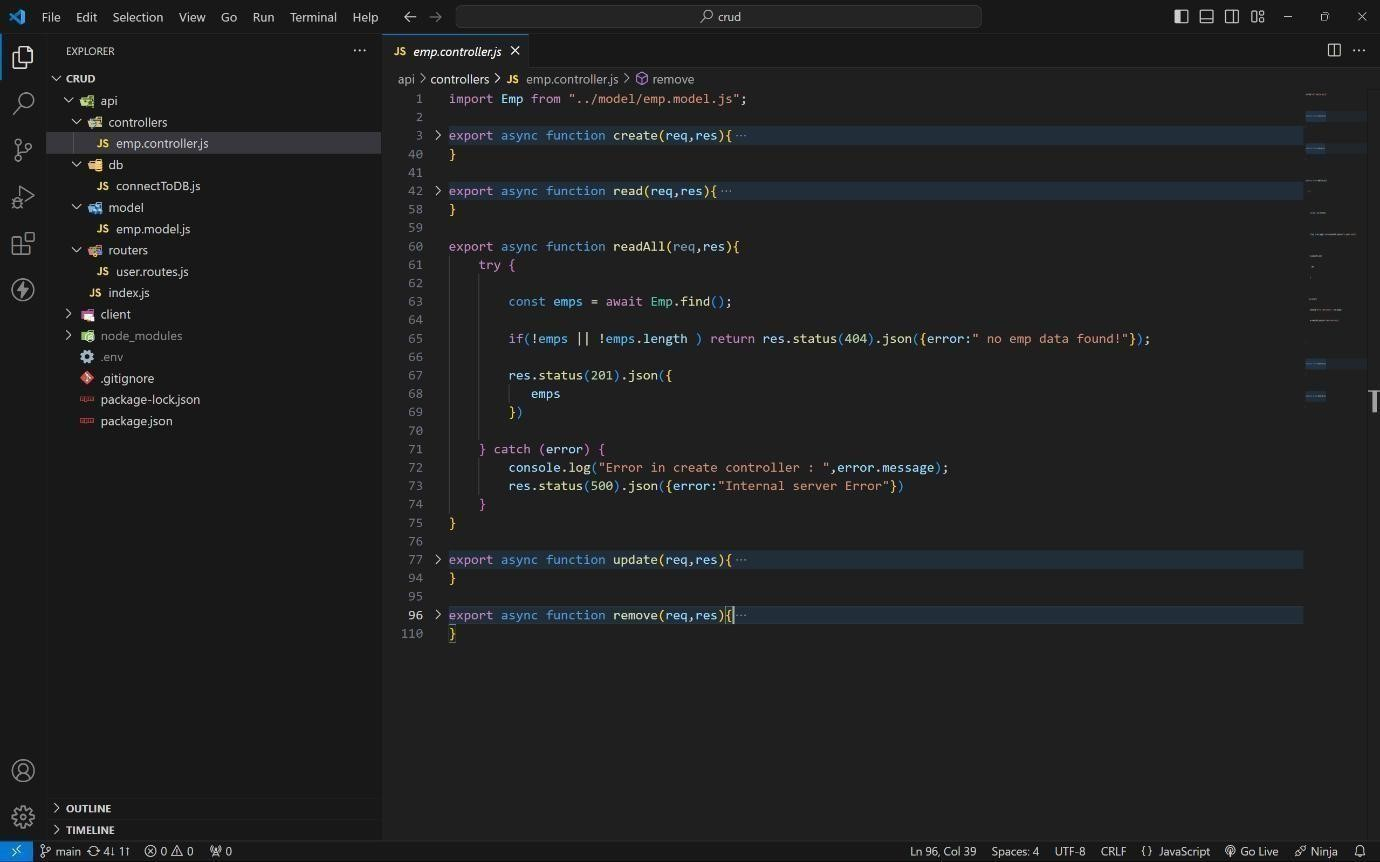 File Edit Selection View Go Run Terminal Help
crud
EXPLORER
CRUD
api
controllers
JS emp.controller.js
db
JS connectToDB.js
model
JS emp.model.js
routers
JS user.routes.js
JS index.js
client
node_modules
.env
.gitignore
package-lock.json
package.json
OUTLINE
TIMELINE
JS emp.controller.js
api > controllers > JS emp.controller.js > remove
1 import Emp from "../model/emp.model.js";
2
3 export async function create(req,res){ ···
40 }
41
42 export async function read(req,res){ ···
58 }
59
60 export async function readAll(req,res){
61 try {
62
63 const emps = await Emp.find();
64
65 if(!emps || !emps.length ) return res.status(404).json({error:" no emp data found!"});
66
67 res.status(201).json({
68 emps
69 })
70
71 } catch (error) {
72 console.log("Error in create controller : ",error.message);
73 res.status(500).json({error:"Internal server Error"})
74 }
75 }
76
77 export async function update(req,res){ ···
94 }
95
96 export async function remove(req,res){ ···
110 }
main 4↓ 1↑ 0 0 0
Ln 96, Col 39 Spaces: 4 UTF-8 CRLF {} JavaScript Go Live Ninja